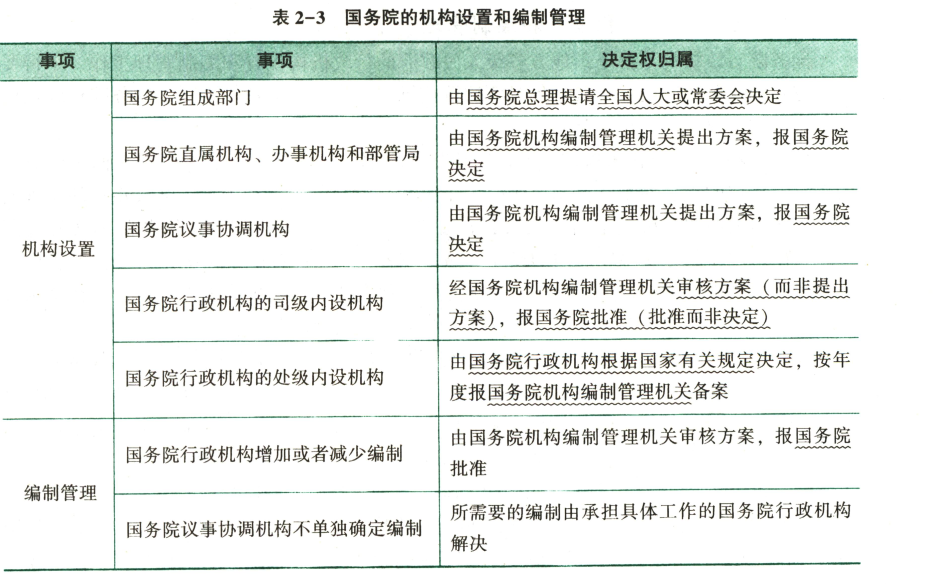 表 2-3 国务院的机构设置和编制管理
事项 事项 决定权归属
国务院组成部门 由国务院总理提请全国人大或常委会决定
国务院直属机构、办事机构和部管局 由国务院机构编制管理机关提出方案，报国务院
决定
国务院议事协调机构 由国务院机构编制管理机关提出方案，报国务院
决定
机构设置
国务院行政机构的司级内设机构 经国务院机构编制管理机关审核方案（而非提出
方案），报国务院批准（批准而非决定）
国务院行政机构的处级内设机构 由国务院行政机构根据国家有关规定决定，按年
度报国务院机构编制管理机关备案
编制管理
国务院行政机构增加或者减少编制 由国务院机构编制管理机关审核方案，报国务院
批准
国务院议事协调机构不单独确定编制 所需要的编制由承担具体工作的国务院行政机构
解决